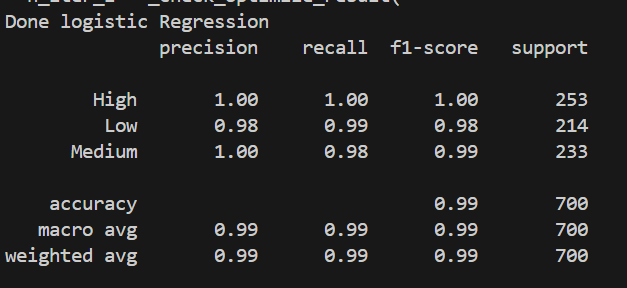 n_iter_i = _check_optimize_result(
Done logistic Regression
precision recall f1-score support
High 1.00 1.00 1.00 253
Low 0.98 0.99 0.98 214
Medium 1.00 0.98 0.99 233
accuracy 0.99 700
macro avg 0.99 0.99 0.99 700
weighted avg 0.99 0.99 0.99 700